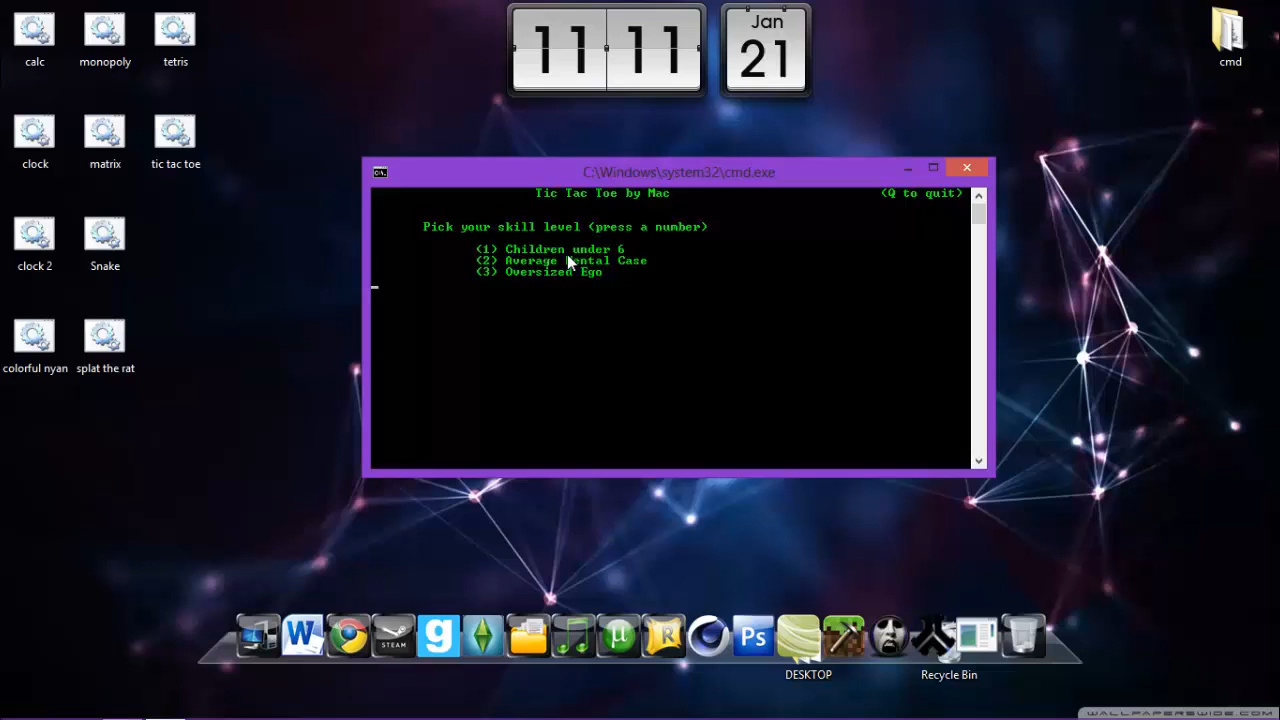 11 11
Jan
21
calc
monopoly
tetris
cmd
clock
matrix
tic tac toe
clock 2
Snake
colorful nyan
splat the rat
C:\Windows\system32\cmd.exe
Tic Tac Toe by Mac (Q to quit)
Pick your skill level (press a number)
(1) Children under 6
(2) Average Mental Case
(3) Oversized Ego
W
STEAM
g
µ
R
Ps
DESKTOP
Recycle Bin
WALLPAPERSWIDE.COM